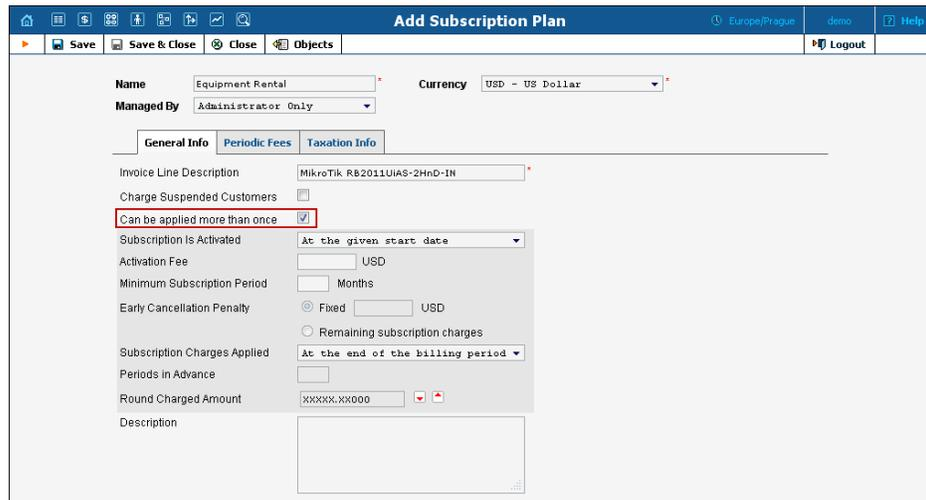 Add Subscription Plan Europe/Prague demo ? Help
Save Save & Close Close Objects Logout
Name Equipment Rental * Currency USD - US Dollar *
Managed By Administrator Only
General Info Periodic Fees Taxation Info
Invoice Line Description MikroTik RB2011UiAS-2HnD-IN *
Charge Suspended Customers
Can be applied more than once
Subscription Is Activated At the given start date
Activation Fee USD
Minimum Subscription Period Months
Early Cancellation Penalty Fixed USD
Remaining subscription charges
Subscription Charges Applied At the end of the billing period
Periods in Advance
Round Charged Amount XXXXX.XX000
Description